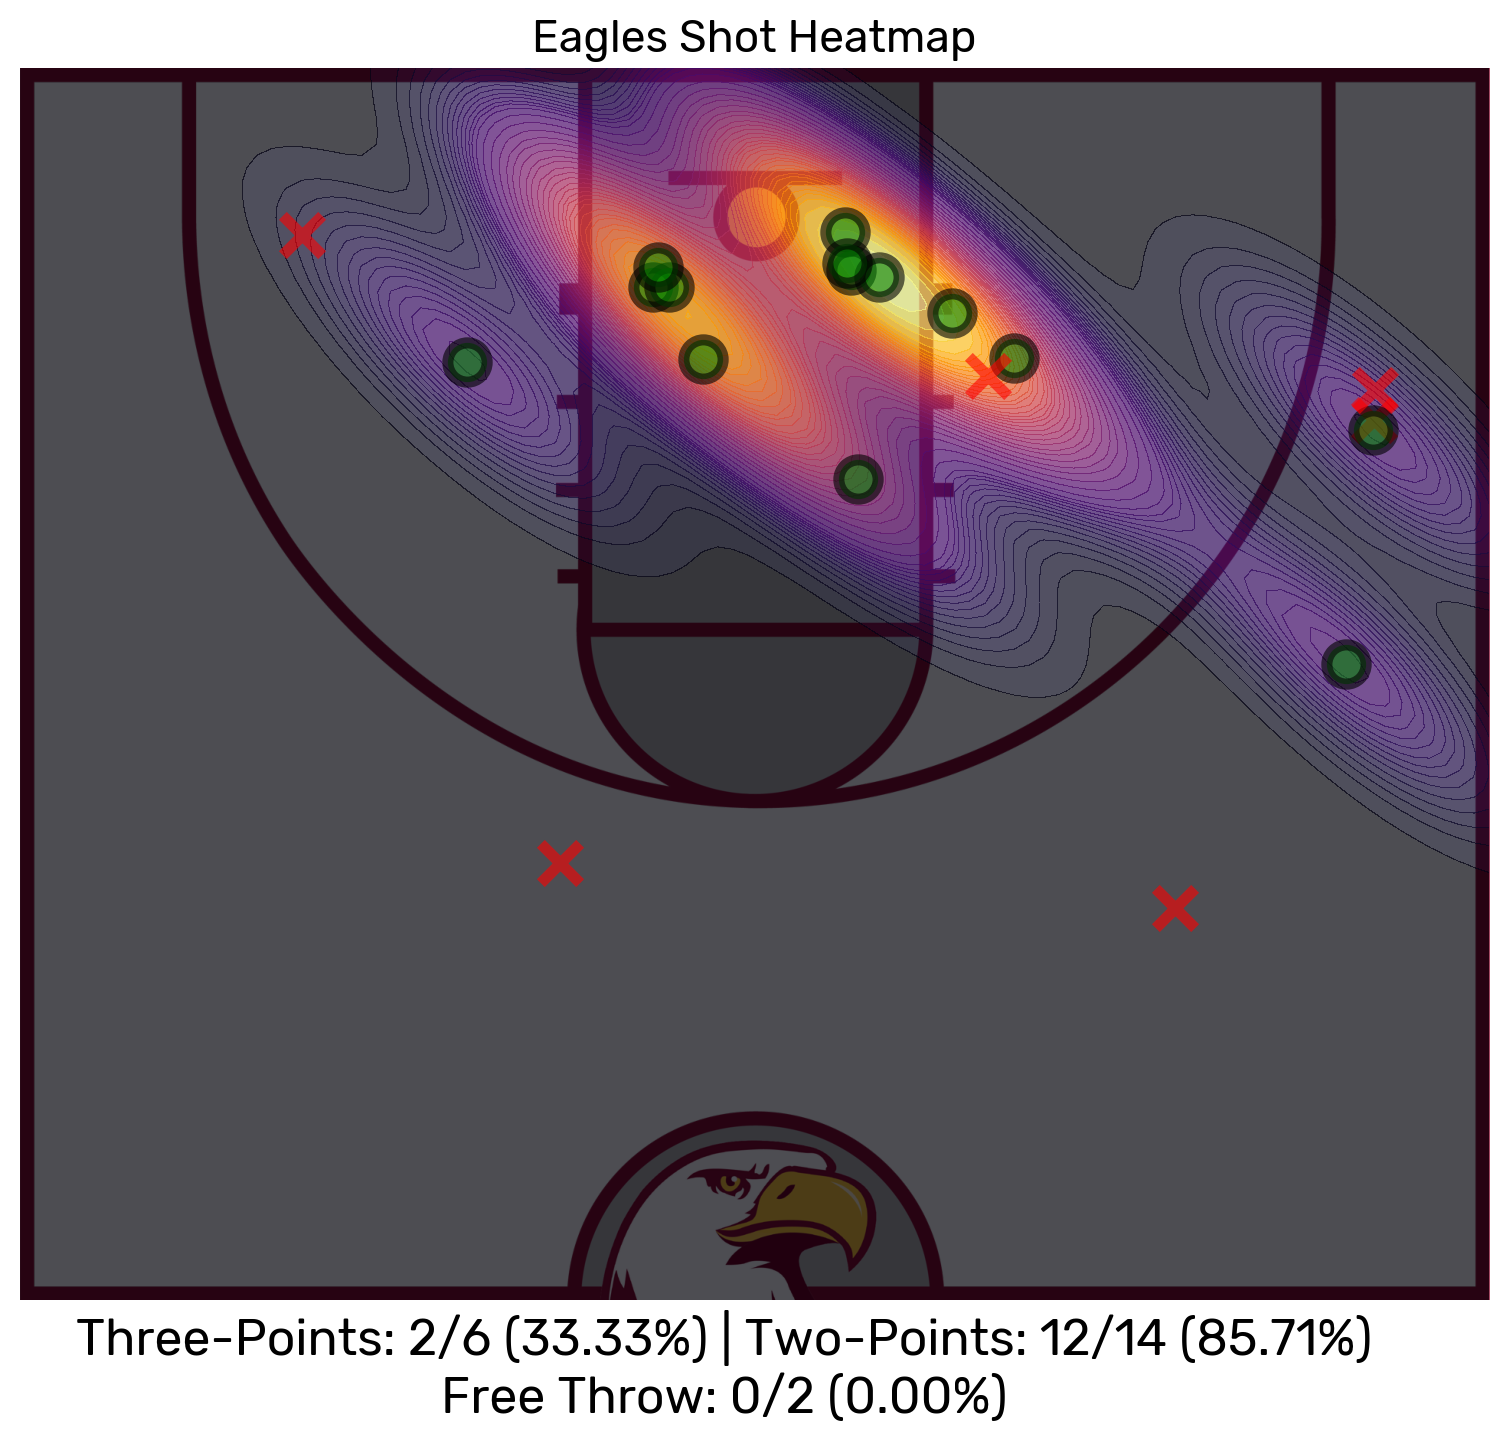 Eagles Shot Heatmap
Three-Points: 2/6 (33.33%) | Two-Points: 12/14 (85.71%)
Free Throw: 0/2 (0.00%)